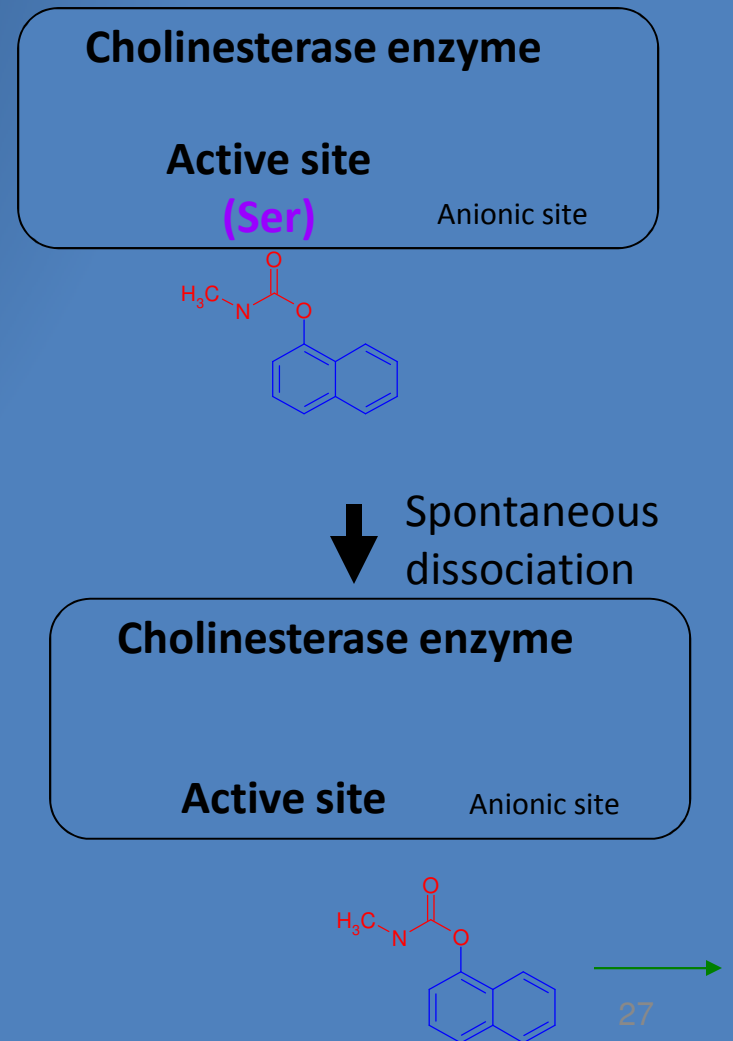 Cholinesterase enzyme
Active site
(Ser)
Anionic site
O
H₃C
N
O
Spontaneous
dissociation
Cholinesterase enzyme
Active site
Anionic site
O
H₃C
N
O
27